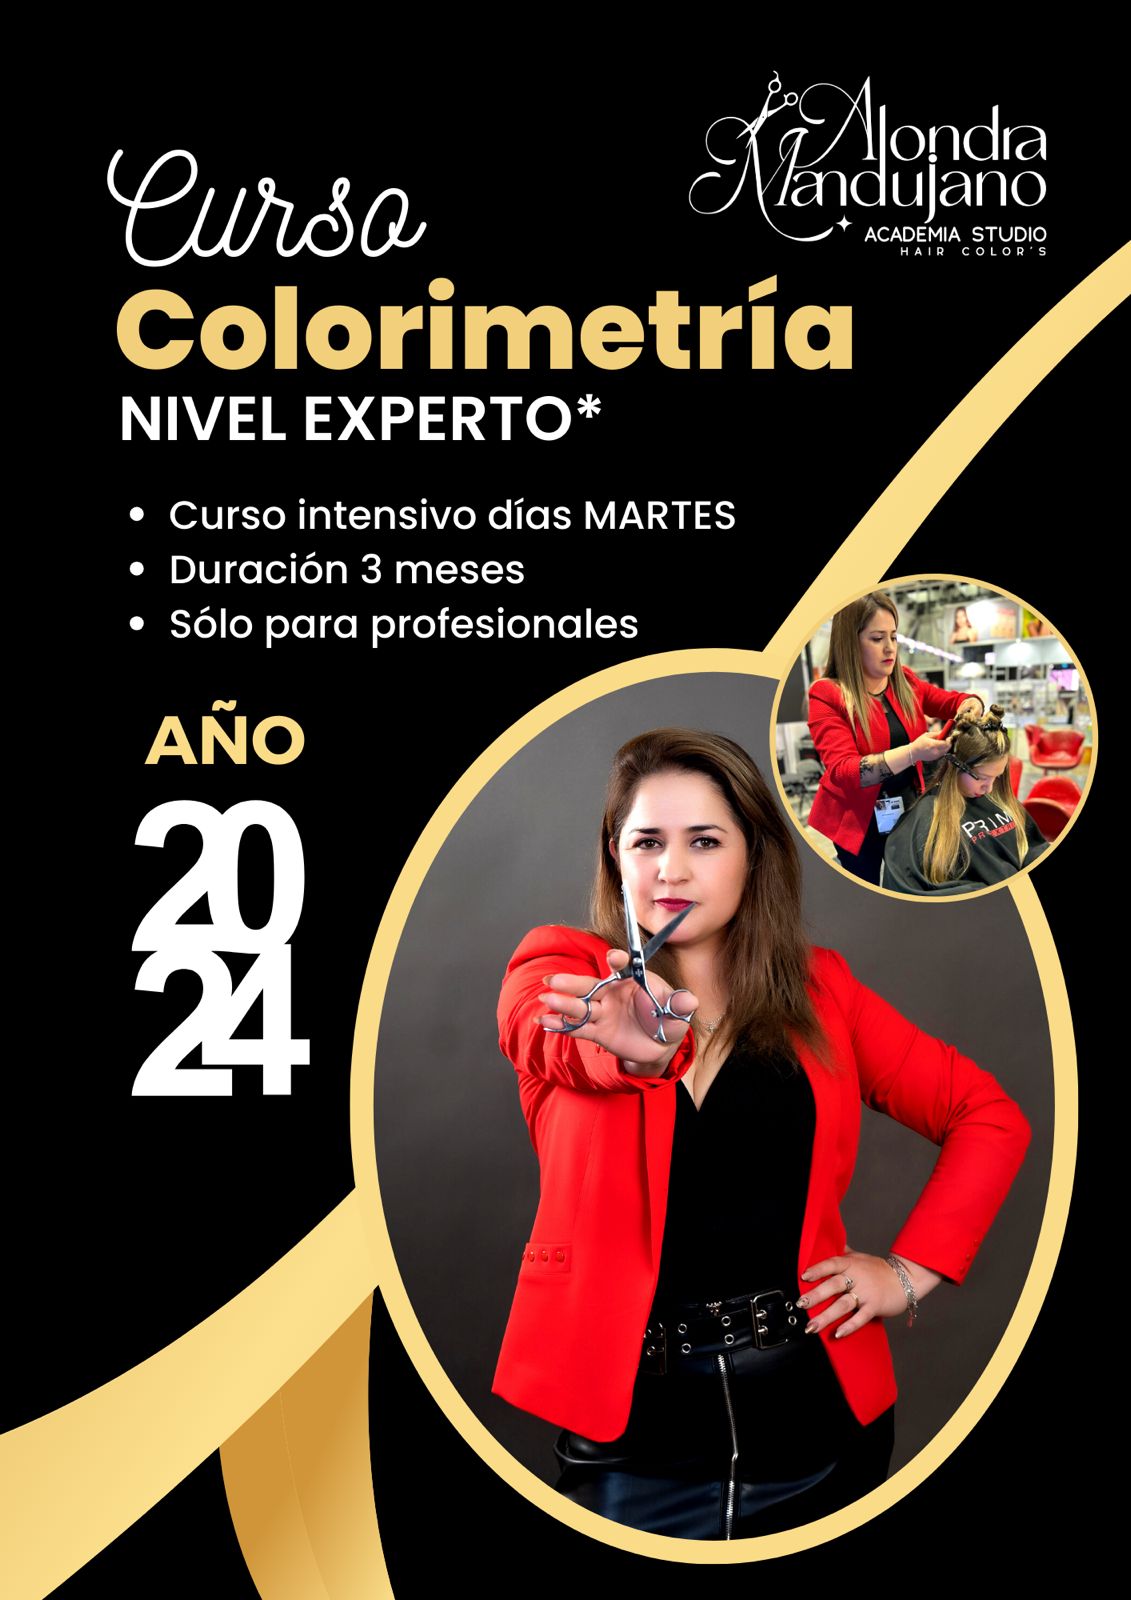 Alondra
Mandujano
ACADEMIA STUDIO
HAIR COLOR'S
Curso
Colorimetría
NIVEL EXPERTO*
• Curso intensivo días MARTES
• Duración 3 meses
• Sólo para profesionales
AÑO
20
24